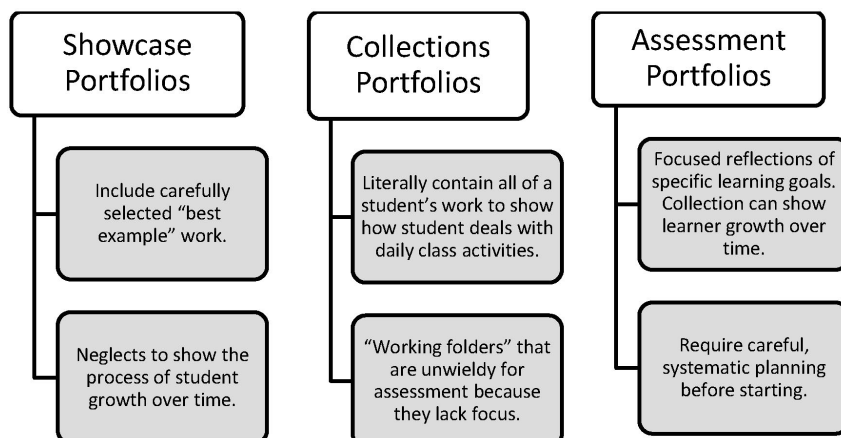 Showcase
Portfolios
Include carefully
selected “best
example” work.
Neglects to show the
process of student
growth over time.
Collections
Portfolios
Literally contain all of a
student’s work to show
how student deals with
daily class activities.
“Working folders” that
are unwieldy for
assessment because
they lack focus.
Assessment
Portfolios
Focused reflections of
specific learning goals.
Collection can show
learner growth over
time.
Require careful,
systematic planning
before starting.